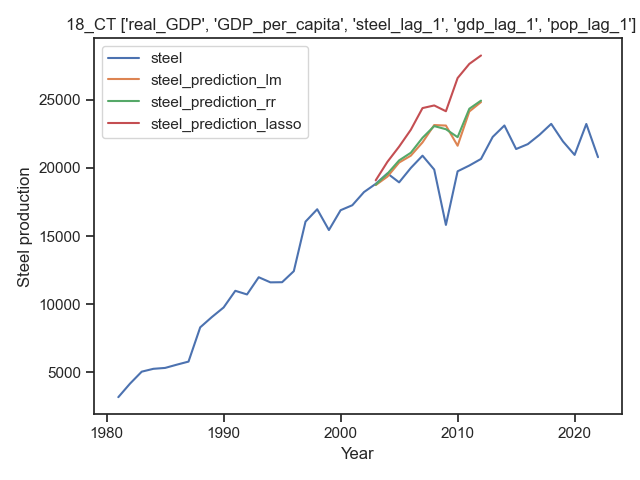 18_CT ['real_GDP', 'GDP_per_capita', 'steel_lag_1', 'gdp_lag_1', 'pop_lag_1']
steel
steel_prediction_lm
steel_prediction_rr
steel_prediction_lasso
25000
20000
15000
10000
5000
Steel production
1980
1990
2000
2010
2020
Year